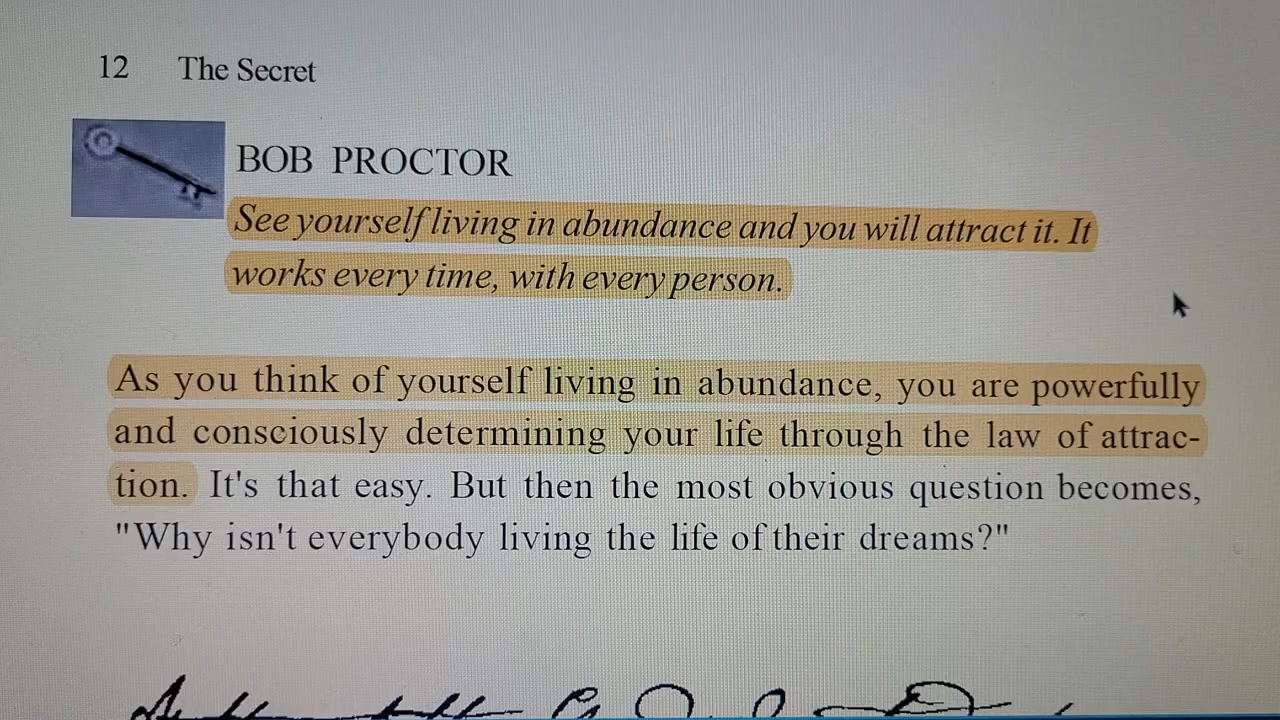 12 The Secret
BOB PROCTOR
See yourself living in abundance and you will attract it. It
works every time, with every person.
As you think of yourself living in abundance, you are powerfully
and consciously determining your life through the law of attrac-
tion. It's that easy. But then the most obvious question becomes,
"Why isn't everybody living the life of their dreams?"